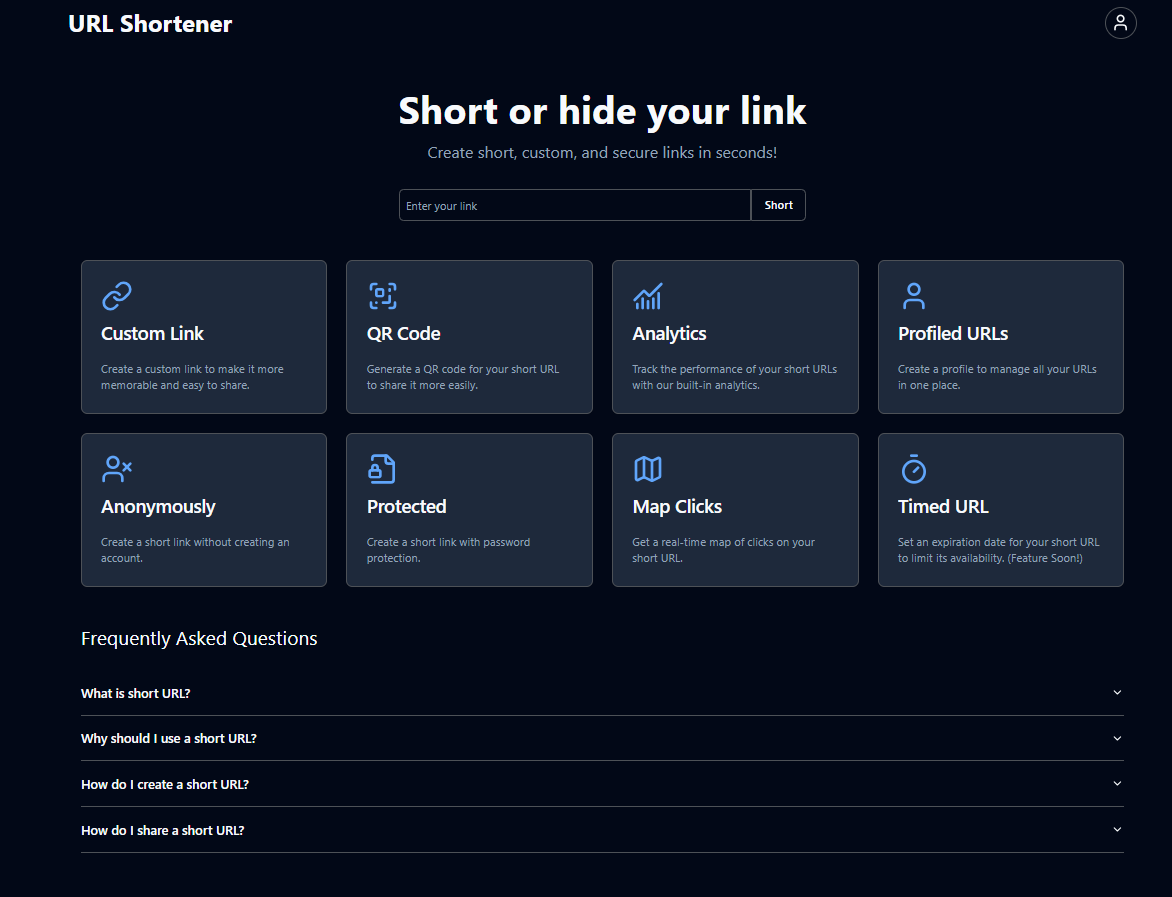 URL Shortener
Short or hide your link
Create short, custom, and secure links in seconds!
Enter your link
Short
Custom Link
Create a custom link to make it more
memorable and easy to share.
QR Code
Generate a QR code for your short URL
to share it more easily.
Analytics
Track the performance of your short URLs
with our built-in analytics.
Profiled URLs
Create a profile to manage all your URLs
in one place.
Anonymously
Create a short link without creating an
account.
Protected
Create a short link with password
protection.
Map Clicks
Get a real-time map of clicks on your
short URL.
Timed URL
Set an expiration date for your short URL
to limit its availability. (Feature Soon!)
Frequently Asked Questions
What is short URL?
Why should I use a short URL?
How do I create a short URL?
How do I share a short URL?